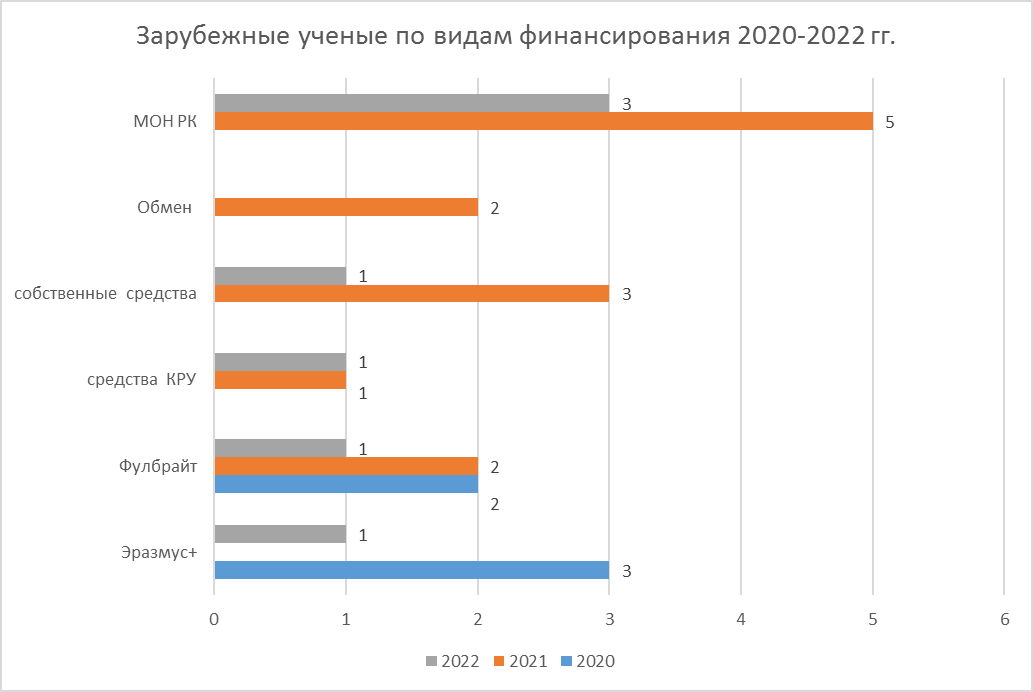 Зарубежные ученые по видам финансирования 2020-2022 гг.
МОН РК
3
5
Обмен
2
собственные средства
1
3
средства КРУ
1
1
Фулбрайт
1
2
2
Эразмус+
1
3
0 1 2 3 4 5 6
2022 2021 2020